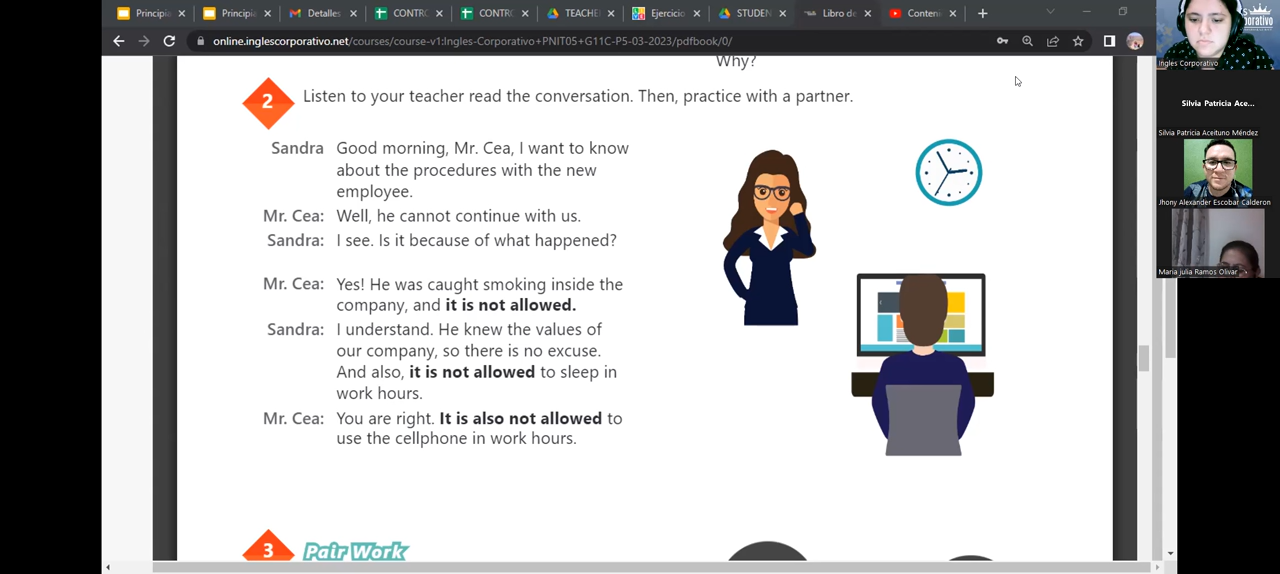 Principia
Principia
Detalles
CONTRO
CONTRO
TEACHE
Ejercicio
STUDEN
Libro de
Conteni
online.inglescorporativo.net/courses/course-v1:Ingles-Corporativo+PNIT05+G11C-P5-03-2023/pdfbook/0/
Why?
2 Listen to your teacher read the conversation. Then, practice with a partner.
Sandra Good morning, Mr. Cea, I want to know
about the procedures with the new
employee.
Mr. Cea: Well, he cannot continue with us.
Sandra: I see. Is it because of what happened?
Mr. Cea: Yes! He was caught smoking inside the
company, and it is not allowed.
Sandra: I understand. He knew the values of
our company, so there is no excuse.
And also, it is not allowed to sleep in
work hours.
Mr. Cea: You are right. It is also not allowed to
use the cellphone in work hours.
3 Pair Work
Ingles Corporativo
Silvia Patricia Ace...
Silvia Patricia Aceituno Méndez
Jhony Alexander Escobar Calderon
Maria julia Ramos Olivar